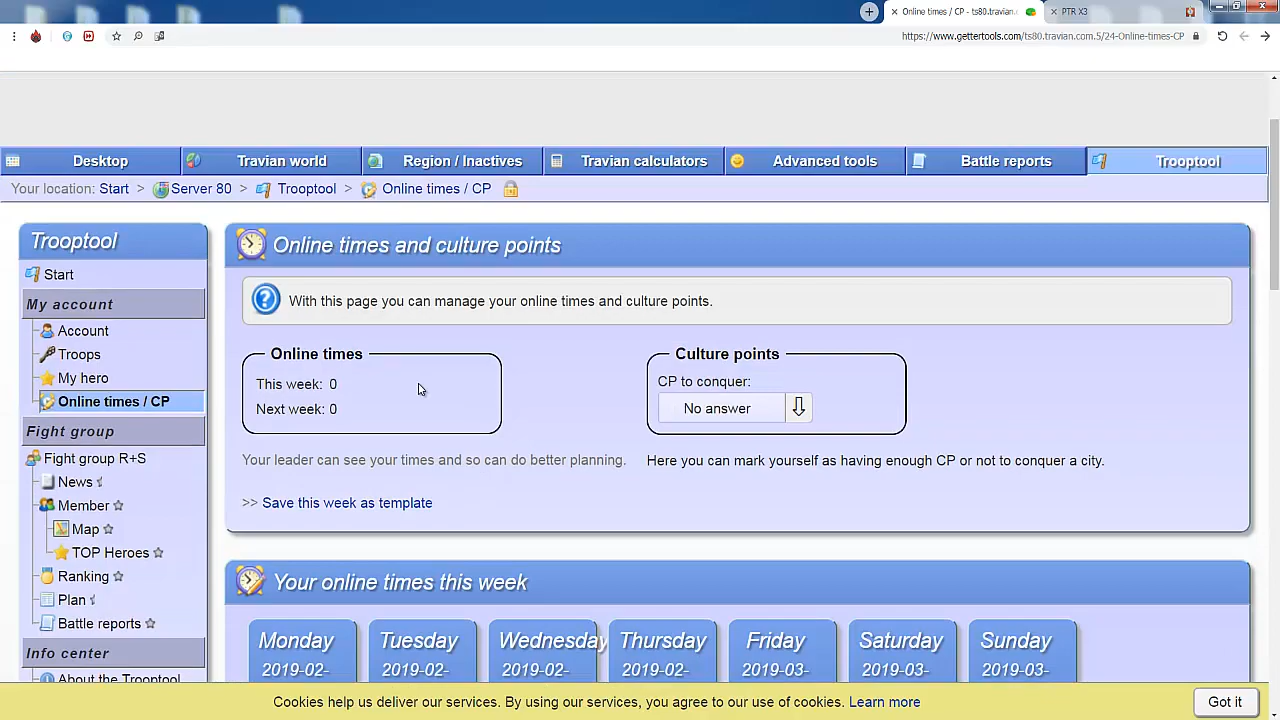 Online times / CP - ts80.travian.
PTR X3
https://www.gettertools.com/ts80.travian.com.5/24-Online-times-CP
Desktop
Travian world
Region / Inactives
Travian calculators
Advanced tools
Battle reports
Trooptool
Your location: Start > Server 80 > Trooptool > Online times / CP
Trooptool
Start
My account
Account
Troops
My hero
Online times / CP
Fight group
Fight group R+S
News
Member
Map
TOP Heroes
Ranking
Plan
Battle reports
Info center
About the Trooptool
Online times and culture points
With this page you can manage your online times and culture points.
Online times
This week: 0
Next week: 0
Culture points
CP to conquer:
No answer
Your leader can see your times and so can do better planning.
Here you can mark yourself as having enough CP or not to conquer a city.
>> Save this week as template
Your online times this week
Monday
2019-02-
Tuesday
2019-02-
Wednesday
2019-02-
Thursday
2019-02-
Friday
2019-03-
Saturday
2019-03-
Sunday
2019-03-
Cookies help us deliver our services. By using our services, you agree to our use of cookies. Learn more
Got it